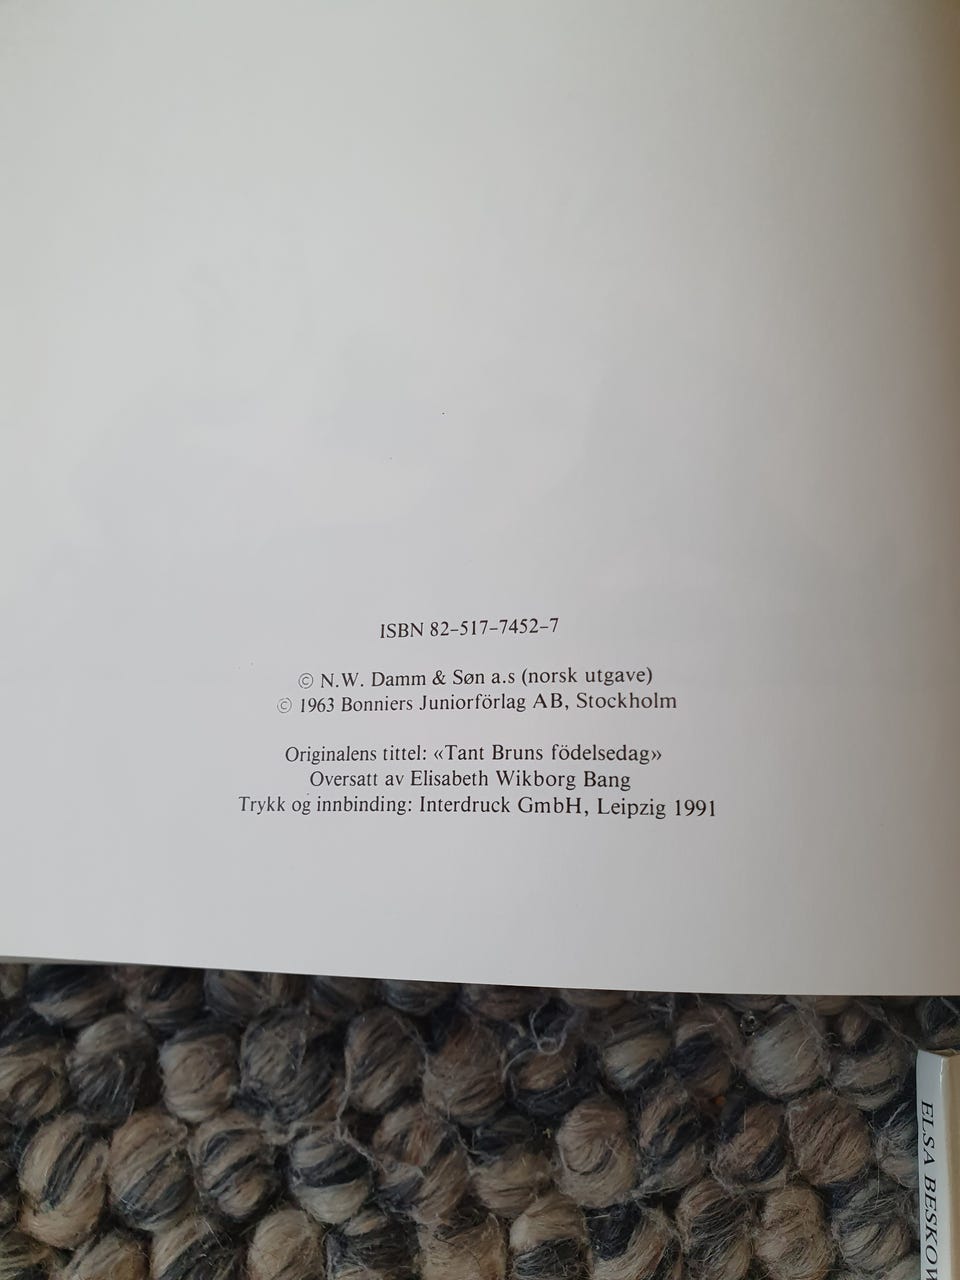 ISBN 82-517-7452-7
© N.W. Damm & Søn a.s (norsk utgave)
© 1963 Bonniers Juniorförlag AB, Stockholm
Originalens tittel: «Tant Bruns födelsedag»
Oversatt av Elisabeth Wikborg Bang
Trykk og innbinding: Interdruck GmbH, Leipzig 1991
ELSA BESKOW